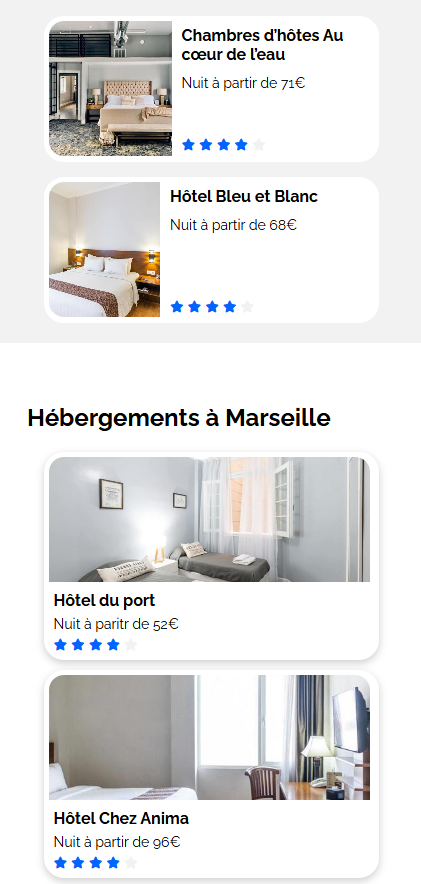 Chambres d'hôtes Au
cœur de l'eau
Nuit à partir de 71€
Hôtel Bleu et Blanc
Nuit à partir de 68€
Hébergements à Marseille
Hôtel du port
Nuit à paritr de 52€
Hôtel Chez Anima
Nuit à partir de 96€